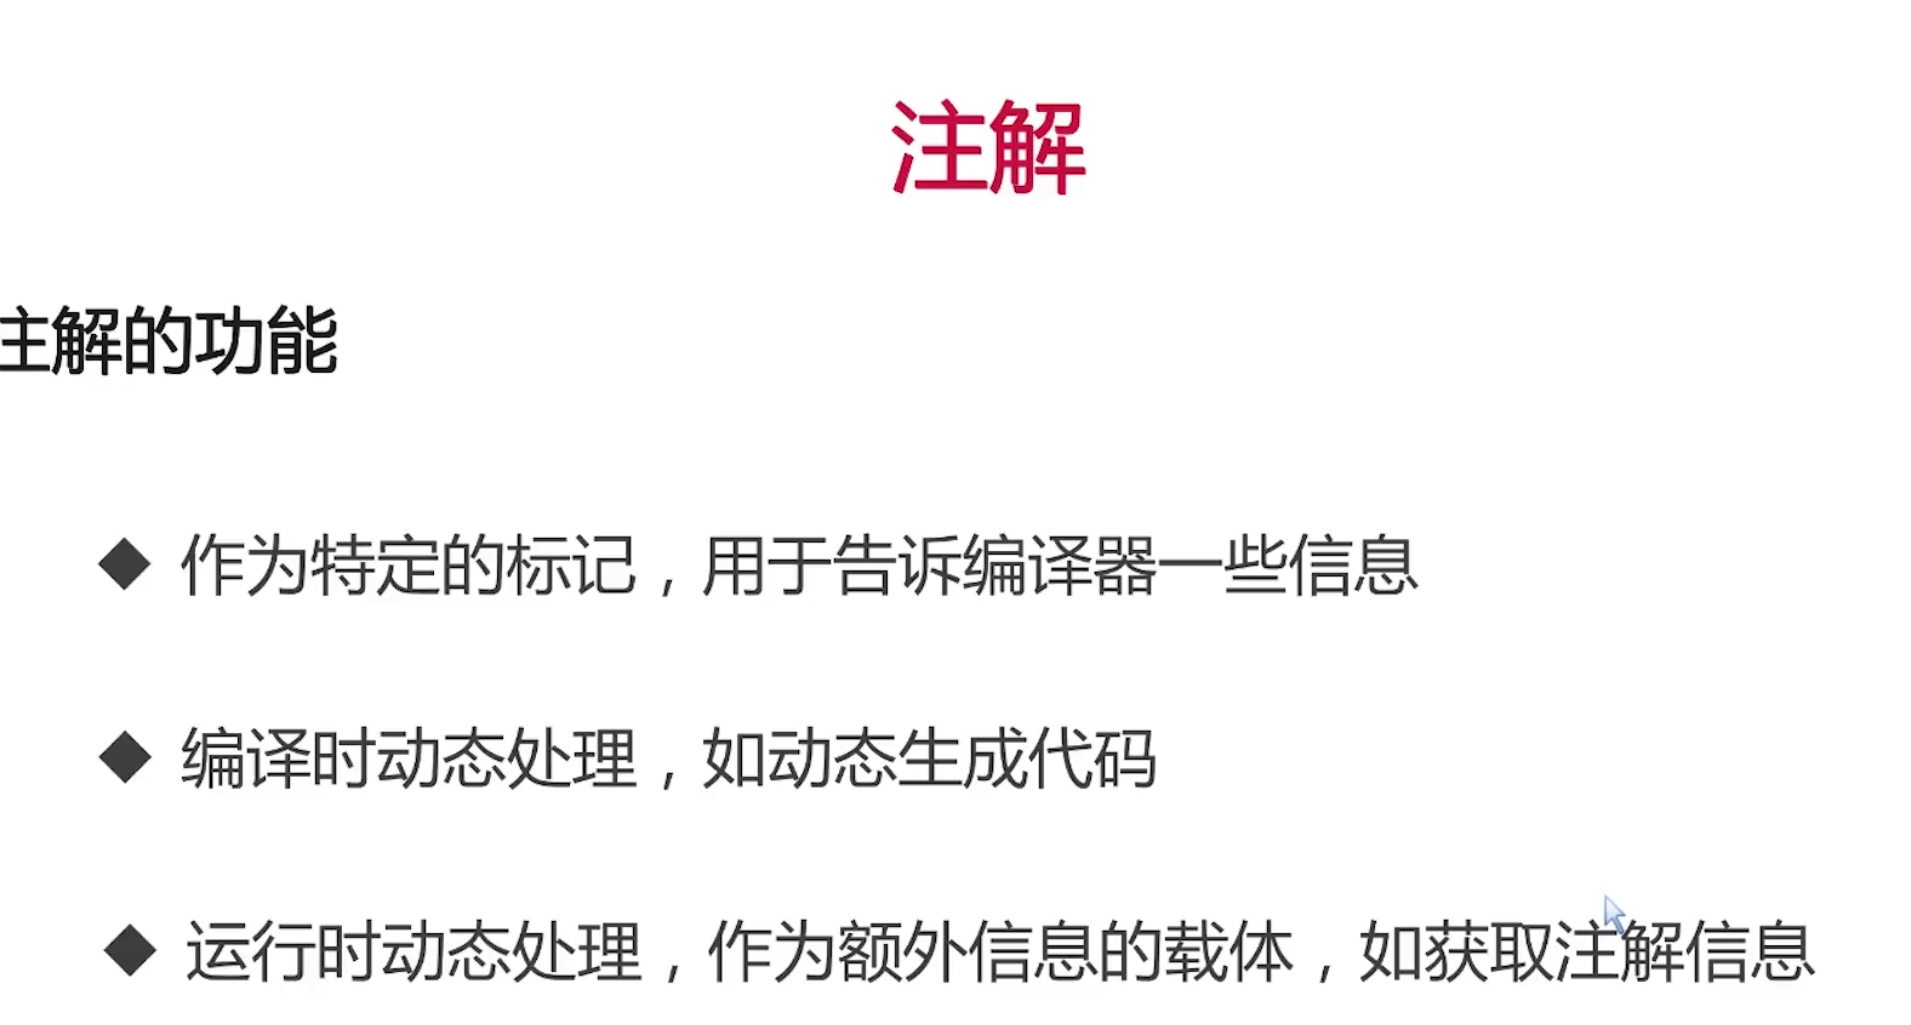 注解
注解的功能
◆ 作为特定的标记，用于告诉编译器一些信息
◆ 编译时动态处理，如动态生成代码
◆ 运行时动态处理，作为额外信息的载体，如获取注解信息